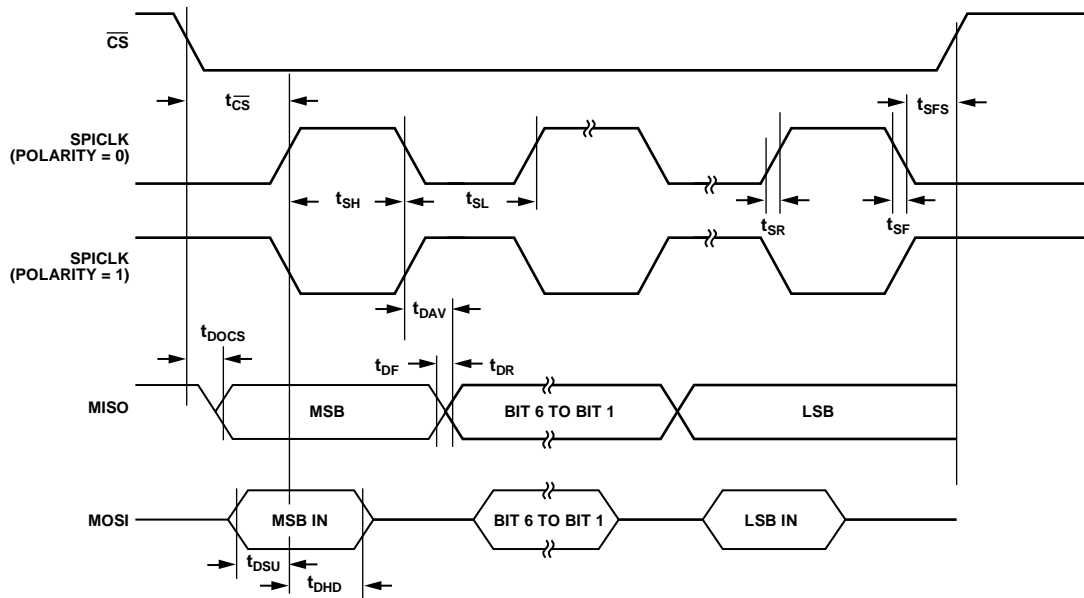 CS
tCS
tSFS
SPICLK
(POLARITY = 0)
tSH
tSL
tSR
tSF
SPICLK
(POLARITY = 1)
tDAV
tDOCS
tDF
tDR
MISO
MSB
BIT 6 TO BIT 1
LSB
MOSI
MSB IN
BIT 6 TO BIT 1
LSB IN
tDSU
tDHD